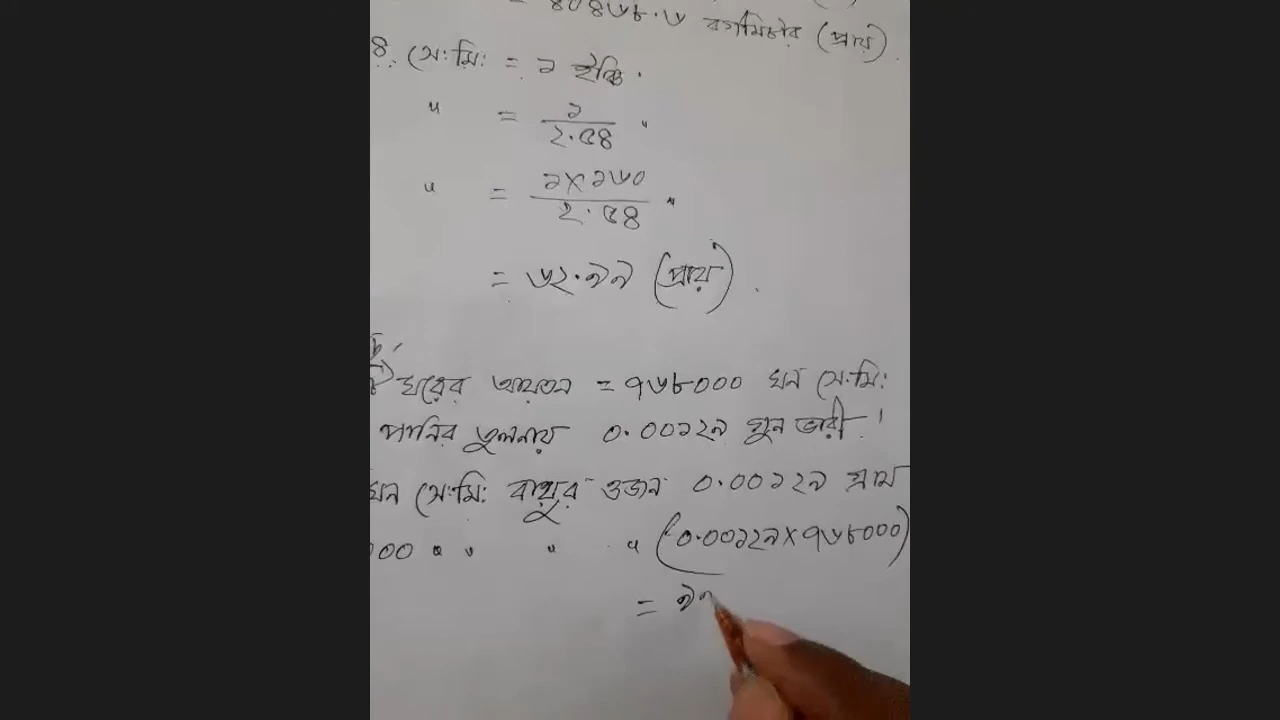 = ৪০৪৬৮.৬ বর্গমিটার (প্রায়).
৪ সে:মি: = ১ ইঞ্চি.
" = ১/২.৫৪ "
" = ১×১৬০/২.৫৪ "
= ৬২.৯৯ (প্রায়).
ঘরের আয়তন = ৭৬৮০০০ ঘন সে:মি:
পানির তুলনায় ০.০০১২৯ গুন ভারী।
ঘন সে:মি: বায়ুর ওজন ০.০০১২৯ গ্রাম
০০০ " " " " (০.০০১২৯×৭৬৮০০০)
= ৯৯